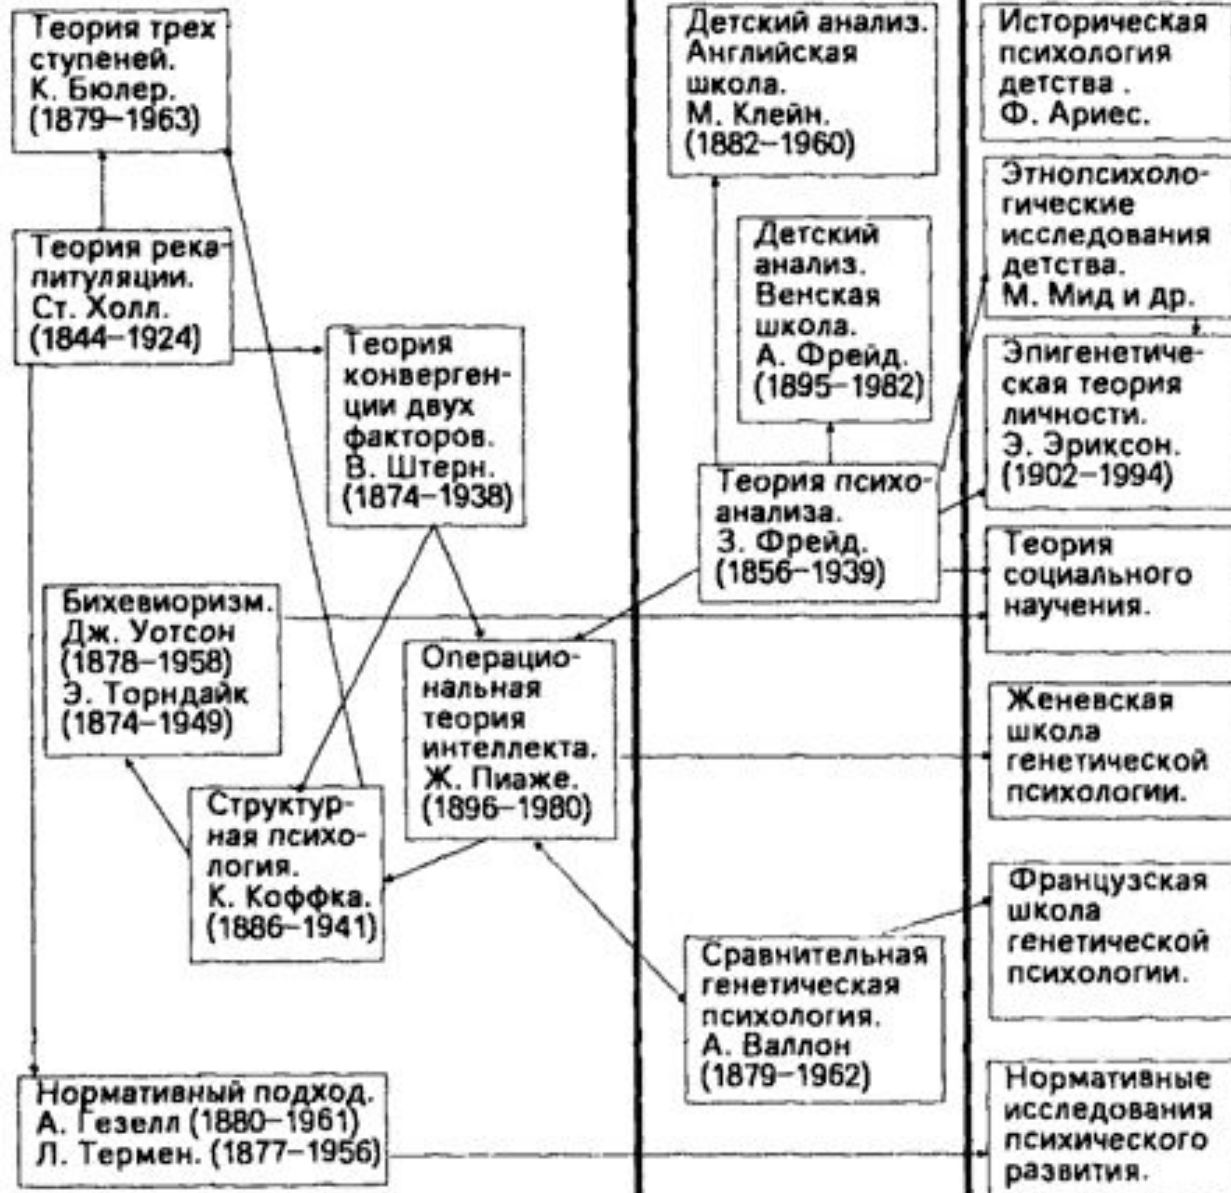 Теория трех
ступеней.
К. Бюлер.
(1879–1963)
Теория река-
питуляции.
Ст. Холл.
(1844–1924)
Теория
конверген-
ции двух
факторов.
В. Штерн.
(1874–1938)
Бихевиоризм.
Дж. Уотсон
(1878–1958)
Э. Торндайк
(1874–1949)
Операцио-
нальная
теория
интеллекта.
Ж. Пиаже.
(1896–1980)
Структур-
ная психо-
логия.
К. Коффка.
(1886–1941)
Нормативный подход.
А. Гезелл (1880–1961)
Л. Термен. (1877–1956)
Детский анализ.
Английская
школа.
М. Клейн.
(1882–1960)
Детский
анализ.
Венская
школа.
А. Фрейд.
(1895–1982)
Теория психо-
анализа.
З. Фрейд.
(1856–1939)
Сравнительная
генетическая
психология.
А. Валлон
(1879–1962)
Историческая
психология
детства .
Ф. Ариес.
Этнопсихоло-
гические
исследования
детства.
М. Мид и др.
Эпигенетиче-
ская теория
личности.
Э. Эриксон.
(1902–1994)
Теория
социального
научения.
Женевская
школа
генетической
психологии.
Французская
школа
генетической
психологии.
Нормативные
исследования
психического
развития.